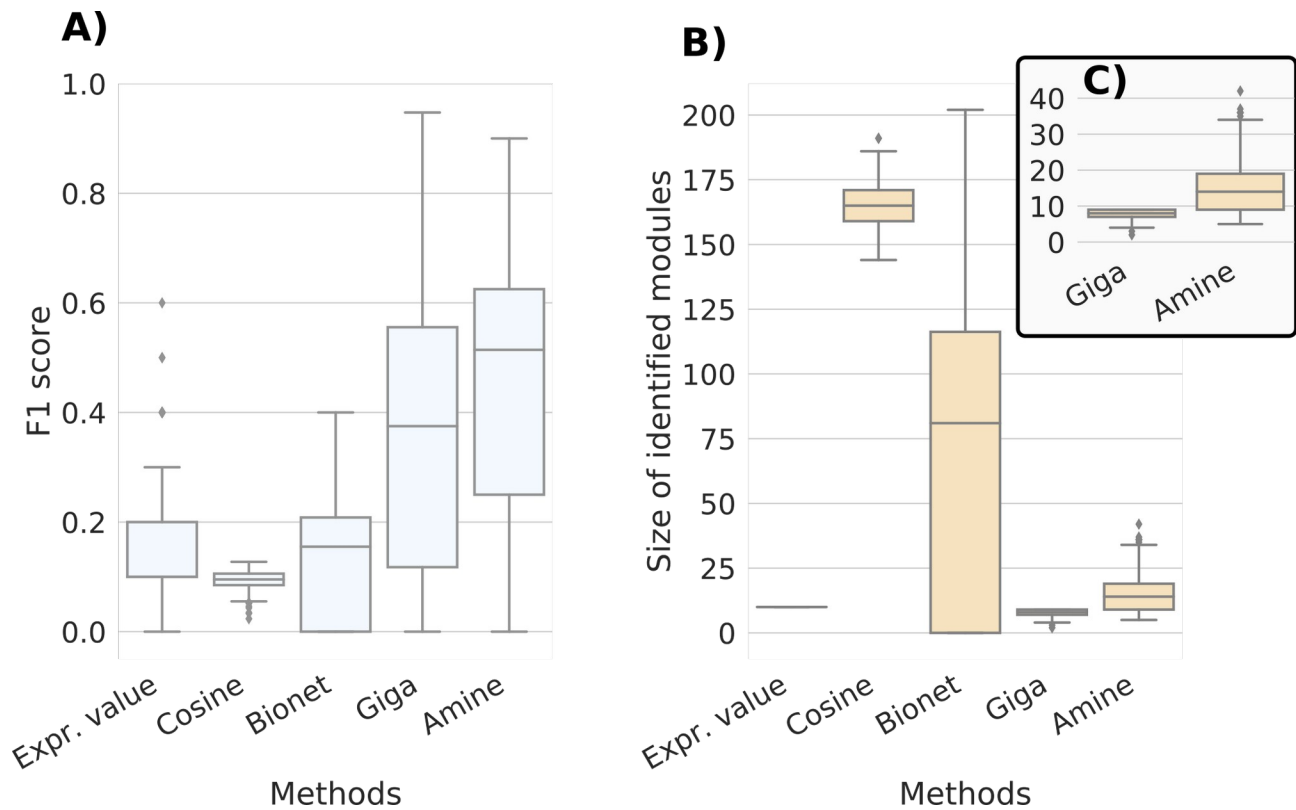 A)
1.0
0.8
0.6
0.4
0.2
0.0
F1 score
Expr. value
Cosine
Bionet
Giga
Amine
Methods
B)
200
175
150
125
100
75
50
25
0
Size of identified modules
Expr. value
Cosine
Bionet
Giga
Amine
Methods
C)
40
30
20
10
0
Giga
Amine